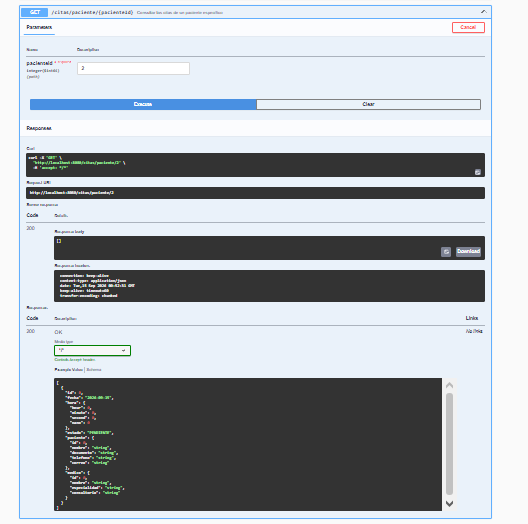 GET /citas/paciente/{pacienteId} Consultar las citas de un paciente específico
Parameters
Cancel
Name Description
pacienteId * required
integer($int64)
(path)
2
Execute Clear
Responses
Curl
curl -X 'GET' \
'http://localhost:8080/citas/paciente/2' \
-H 'accept: */*'
Request URL
http://localhost:8080/citas/paciente/2
Server response
Code Details
200
Response body
[]
Download
Response headers
connection: keep-alive
content-type: application/json
keep-alive: timeout=60
transfer-encoding: chunked
Responses
Code Description Links
200 OK No links
Media type
*/*
Controls Accept header.
Example Value | Schema
[
{
"id": 0,
"fecha":
"hora": {
"hour": 0,
"minute": 0,
"second": 0,
"nano": 0
},
"estado": "PENDIENTE",
"paciente": {
"id": 0,
"nombre": "string",
"documento": "string",
"telefono": "string",
"correo": "string"
},
"medico": {
"id": 0,
"nombre": "string",
"especialidad": "string",
"consultorio": "string"
}
}
]